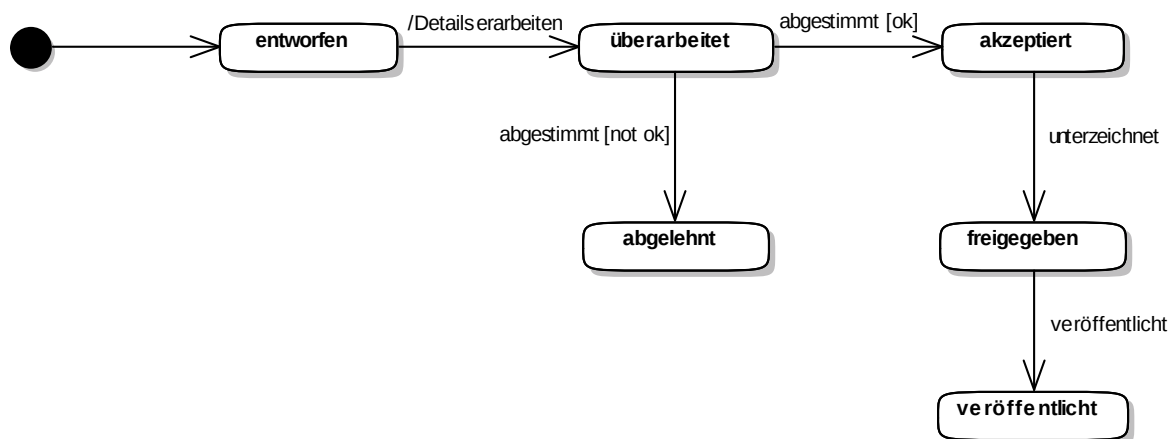 /Details erarbeiten
abgestimmt [ok]
entworfen
überarbeitet
akzeptiert
abgestimmt [not ok]
unterzeichnet
abgelehnt
freigegeben
veröffentlicht
veröffentlicht